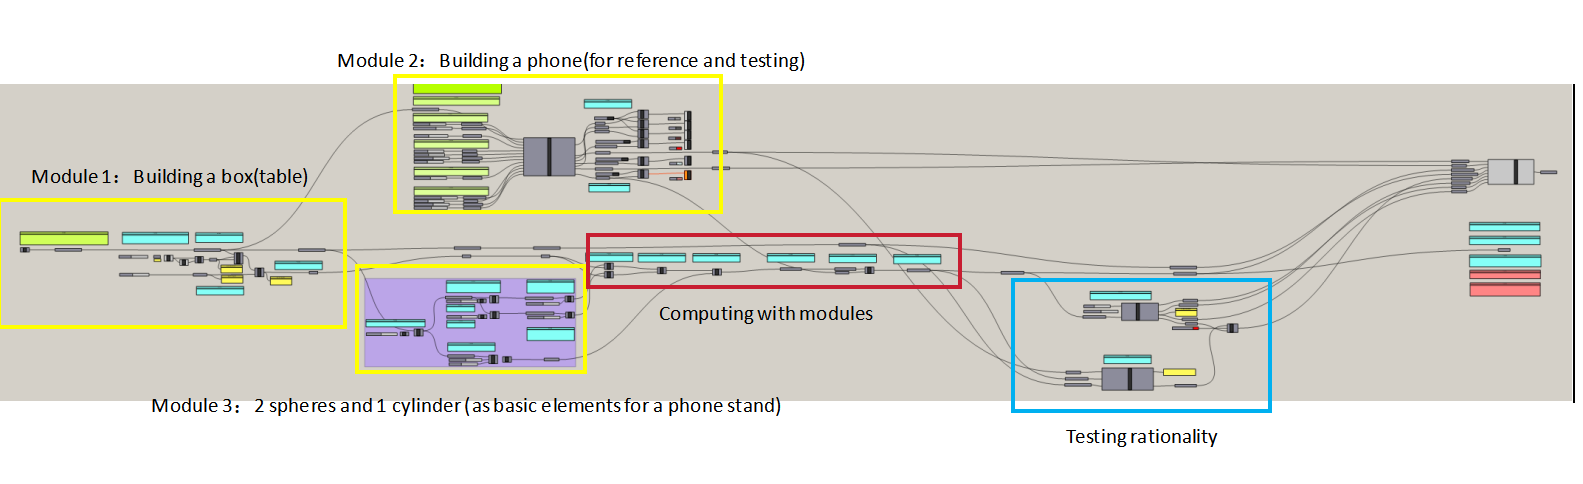 Module 2：Building a phone(for reference and testing)
Module 1：Building a box(table)
Computing with modules
Module 3：2 spheres and 1 cylinder (as basic elements for a phone stand)
Testing rationality